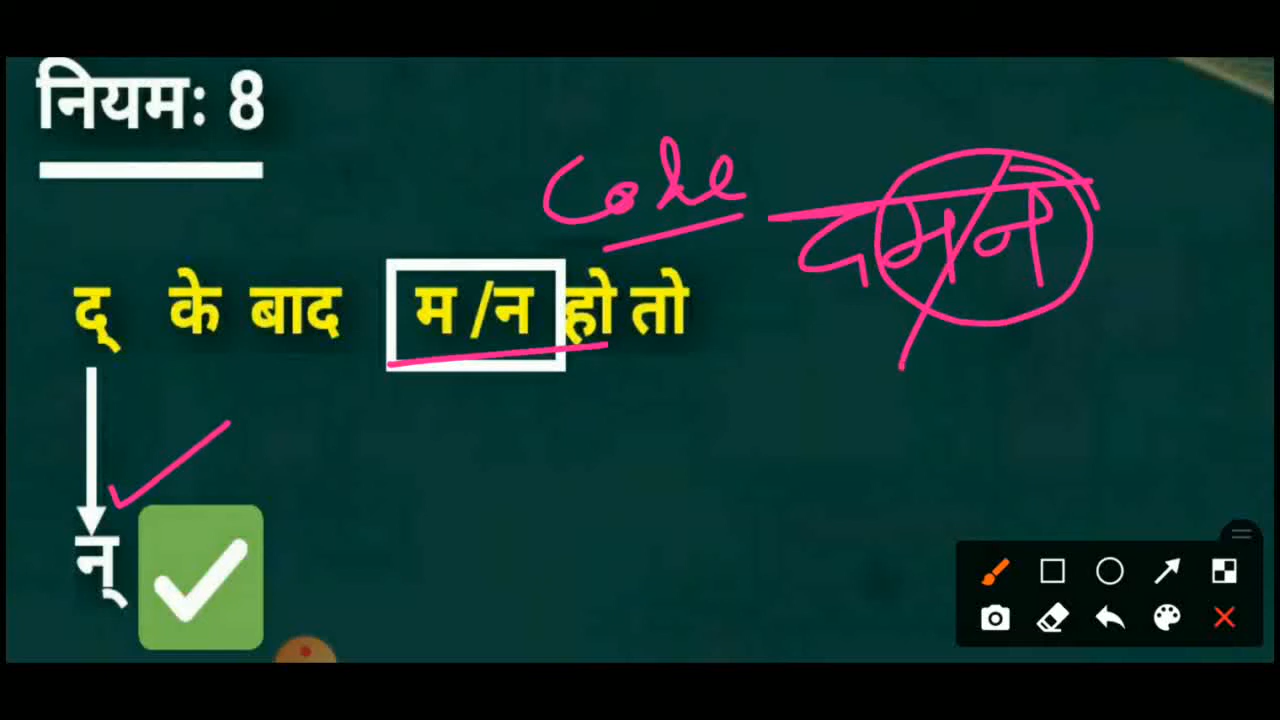 नियमः 8
Code दमन
द् के बाद म /न हो तो
न्